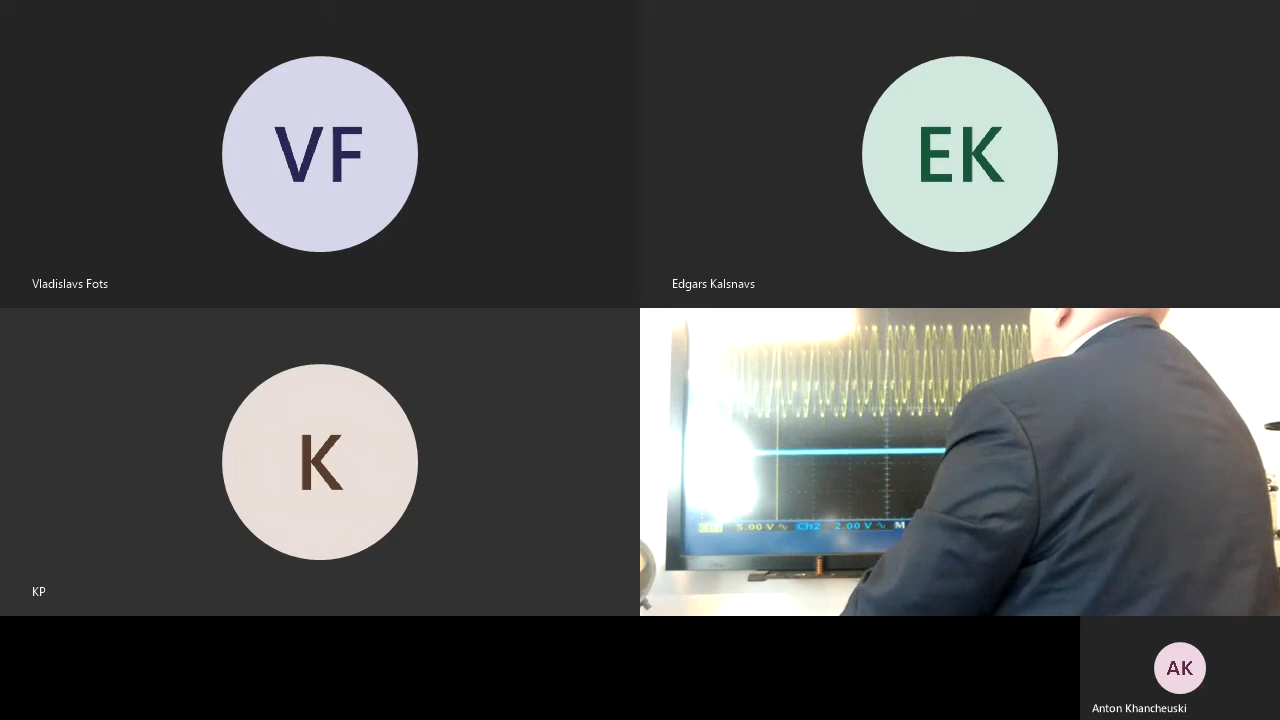 VF
Vladislavs Fots
EK
Edgars Kalsnavs
K
KP
5.00 V Ch2 2.00 V M
AK
Anton Khancheuski